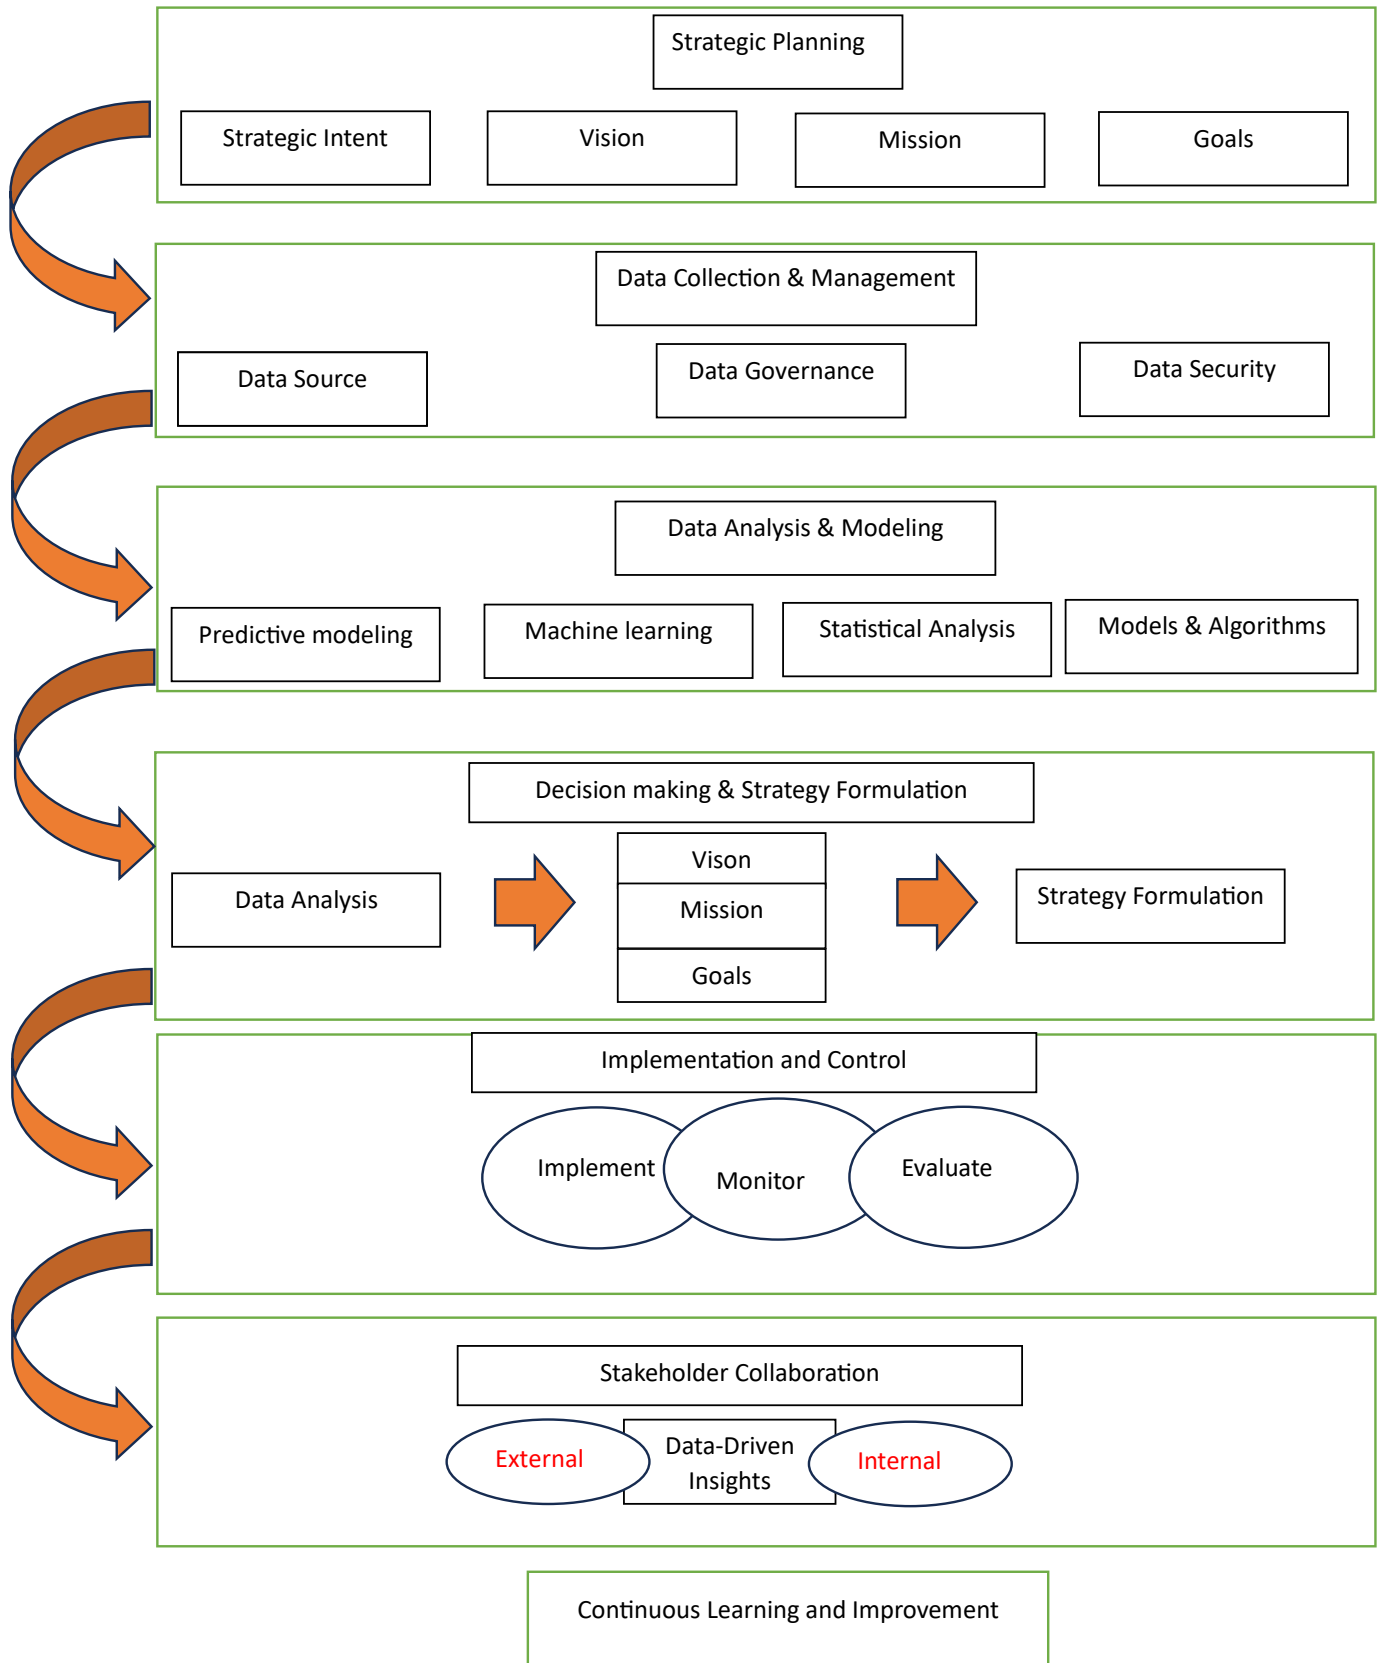 Strategic Planning
Strategic Intent
Vision
Mission
Goals
Data Collection & Management
Data Source
Data Governance
Data Security
Data Analysis & Modeling
Predictive modeling
Machine learning
Statistical Analysis
Models & Algorithms
Decision making & Strategy Formulation
Data Analysis
Vison
Mission
Goals
Strategy Formulation
Implementation and Control
Implement
Monitor
Evaluate
Stakeholder Collaboration
External
Data-Driven
Insights
Internal
Continuous Learning and Improvement